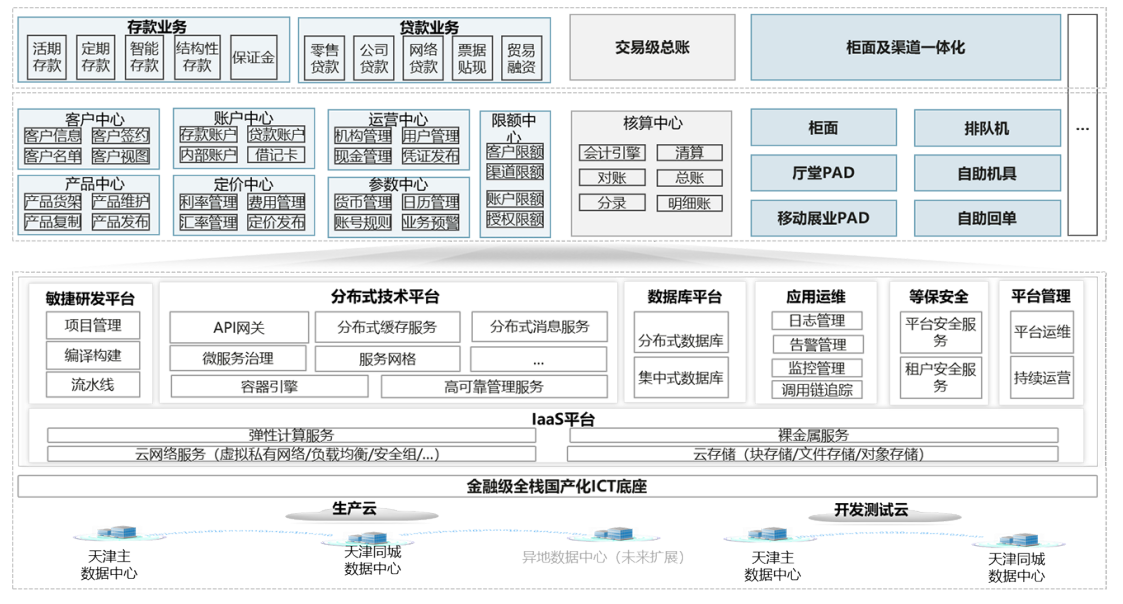 存款业务
活期
存款
定期
存款
智能
存款
结构性
存款
保证金
贷款业务
零售
贷款
公司
贷款
网络
贷款
票据
贴现
贸易
融资
交易级总账
柜面及渠道一体化
...
客户中心
客户信息
客户签约
客户名单
客户视图
账户中心
存款账户
贷款账户
内部账户
借记卡
运营中心
机构管理
用户管理
现金管理
凭证发布
限额中
心
客户限额
渠道限额
账户限额
授权限额
产品中心
产品货架
产品维护
产品复制
产品发布
定价中心
利率管理
费用管理
汇率管理
定价发布
参数中心
货币管理
日历管理
账号规则
业务预警
核算中心
会计引擎
清算
对账
总账
分录
明细账
柜面
排队机
厅堂PAD
自助机具
移动展业PAD
自助回单
敏捷研发平台
项目管理
编译构建
流水线
分布式技术平台
API网关
分布式缓存服务
分布式消息服务
微服务治理
服务网格
...
容器引擎
高可靠管理服务
数据库平台
分布式数据库
集中式数据库
应用运维
日志管理
告警管理
监控管理
调用链追踪
等保安全
平台安全服
务
租户安全服
务
平台管理
平台运维
持续运营
IaaS平台
弹性计算服务
裸金属服务
云网络服务（虚拟私有网络/负载均衡/安全组/...）
云存储（块存储/文件存储/对象存储）
金融级全栈国产化ICT底座
生产云
开发测试云
天津主
数据中心
天津同城
数据中心
异地数据中心（未来扩展）
天津主
数据中心
天津同城
数据中心